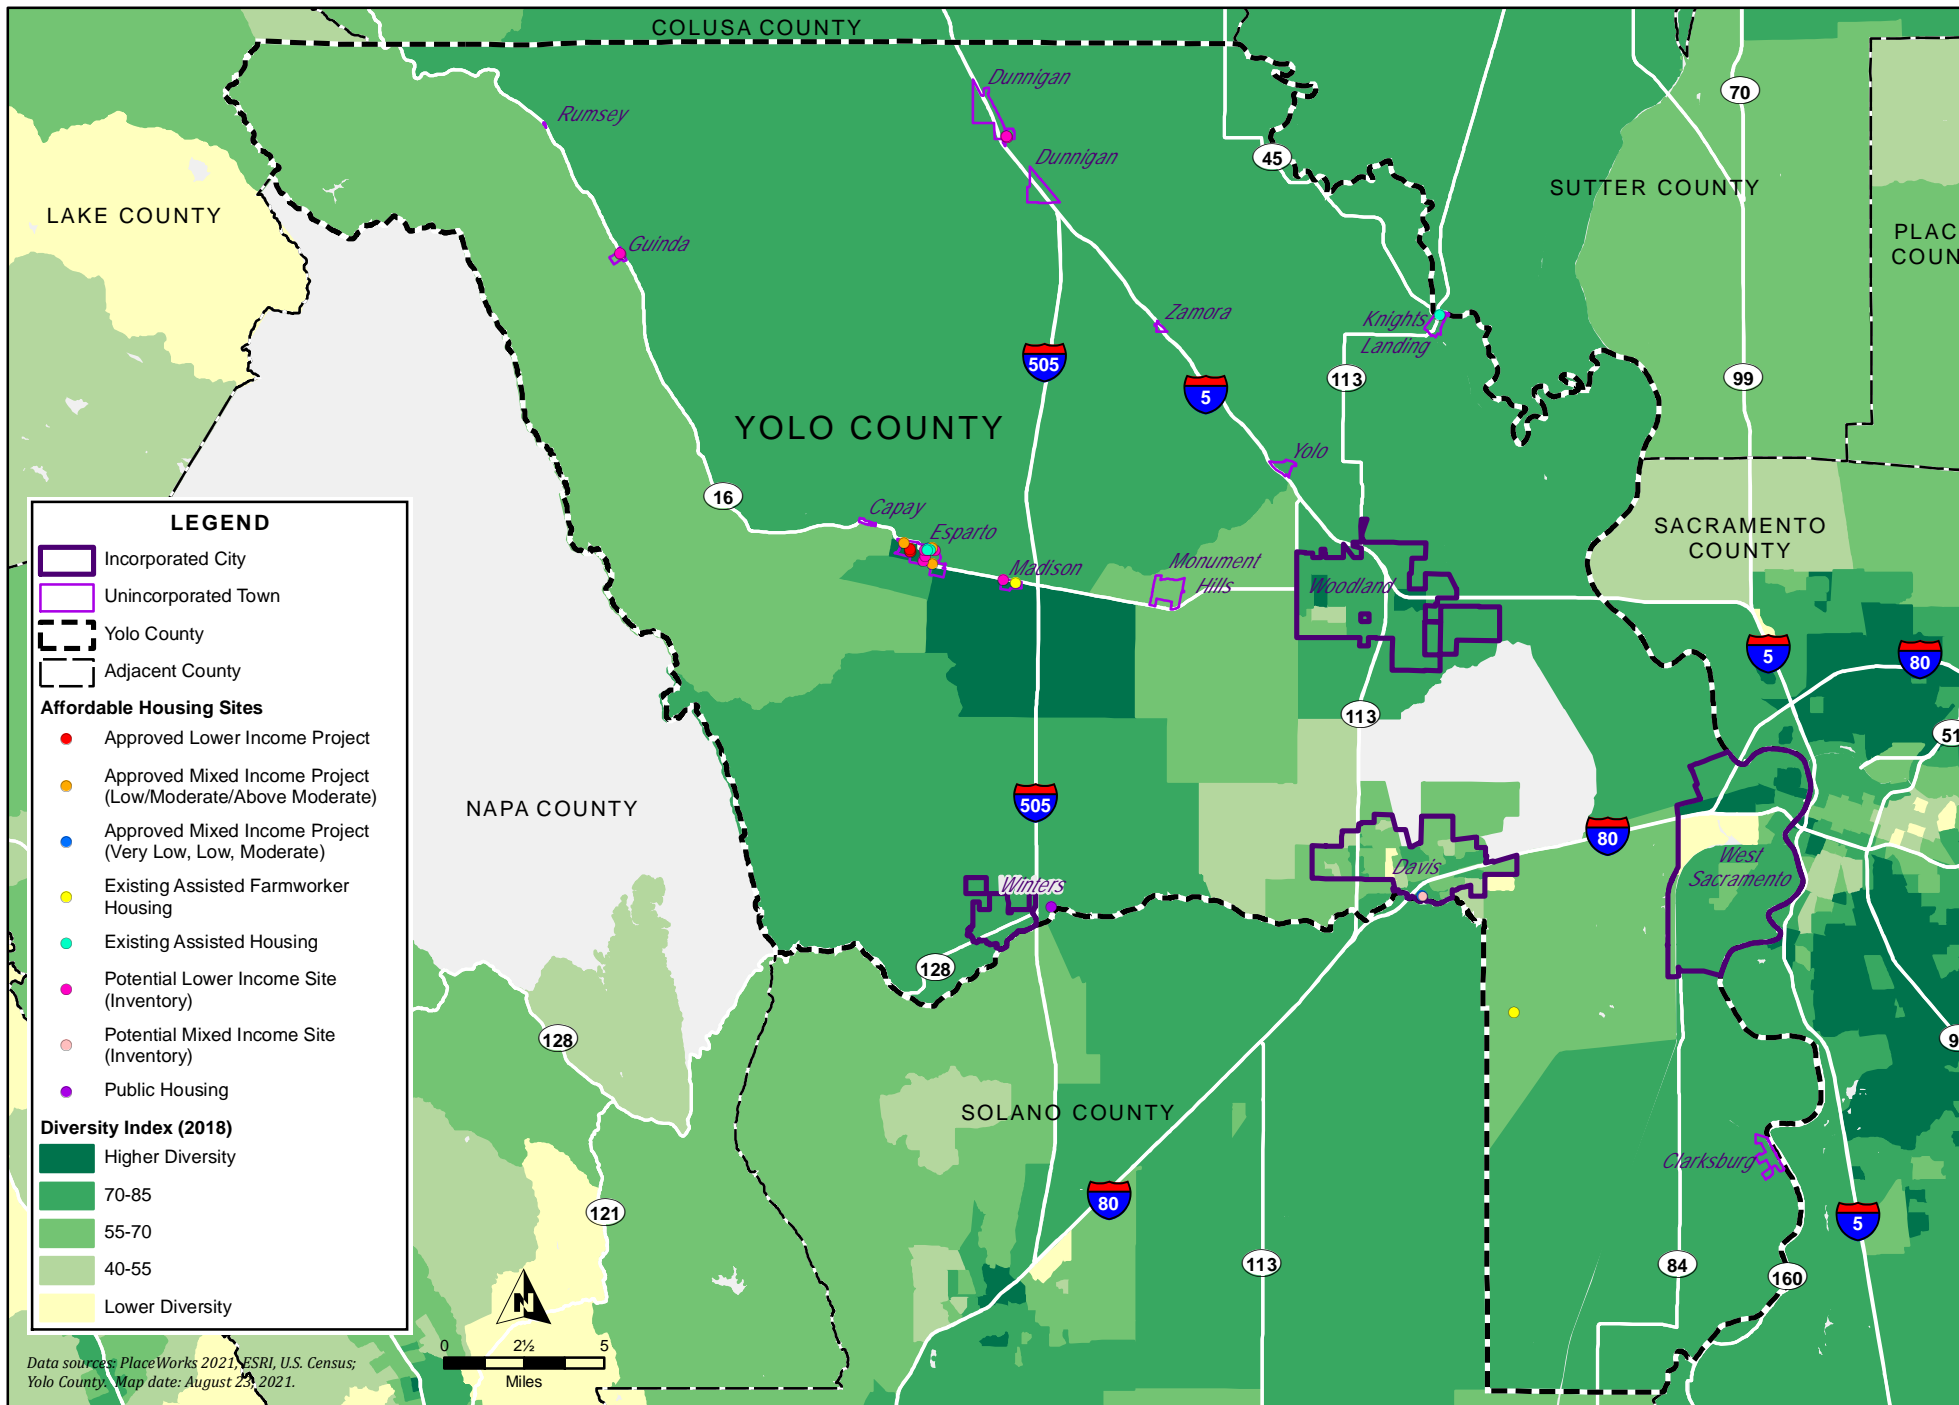 COLUSA COUNTY
Dunnigan
70
Rumsey
Dunnigan
45
LAKE COUNTY
SUTTER COUNTY
PLAC
COUN
Guinda
Zamora
Knights
Landing
505
5
113
99
YOLO COUNTY
Yolo
16
Capay
Esparto
Madison
Monument
Hills
Woodland
SACRAMENTO
COUNTY
5
80
113
51
NAPA COUNTY
505
80
Davis
West
Sacramento
Winters
128
128
9
SOLANO COUNTY
Clarksburg
80
121
5
113
84
160
LEGEND
Incorporated City
Unincorporated Town
Yolo County
Adjacent County
Affordable Housing Sites
Approved Lower Income Project
Approved Mixed Income Project
(Low/Moderate/Above Moderate)
Approved Mixed Income Project
(Very Low, Low, Moderate)
Existing Assisted Farmworker
Housing
Existing Assisted Housing
Potential Lower Income Site
(Inventory)
Potential Mixed Income Site
(Inventory)
Public Housing
Diversity Index (2018)
Higher Diversity
70-85
55-70
40-55
Lower Diversity
N
0 2½ 5
Miles
Data sources: PlaceWorks 2021, ESRI, U.S. Census;
Yolo County. Map date: August 23, 2021.